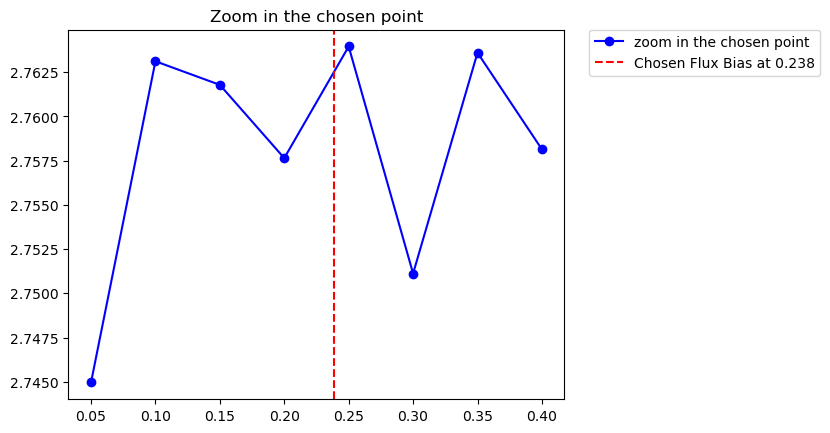 Zoom in the chosen point
zoom in the chosen point
Chosen Flux Bias at 0.238
2.7625
2.7600
2.7575
2.7550
2.7525
2.7500
2.7475
2.7450
0.05 0.10 0.15 0.20 0.25 0.30 0.35 0.40